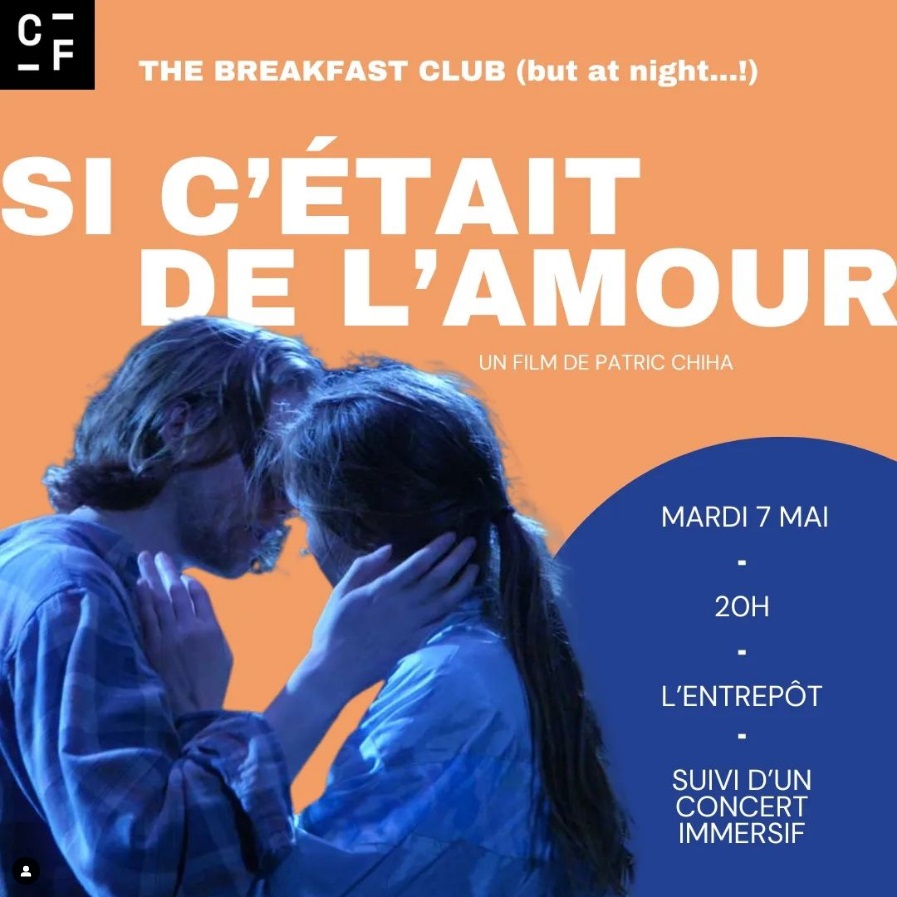 C
F
THE BREAKFAST CLUB (but at night...!)
SI C'ÉTAIT
DE L'AMOUR
UN FILM DE PATRIC CHIHA
MARDI 7 MAI
-
20H
-
L'ENTREPÔT
-
SUIVI D'UN
CONCERT
IMMERSIF